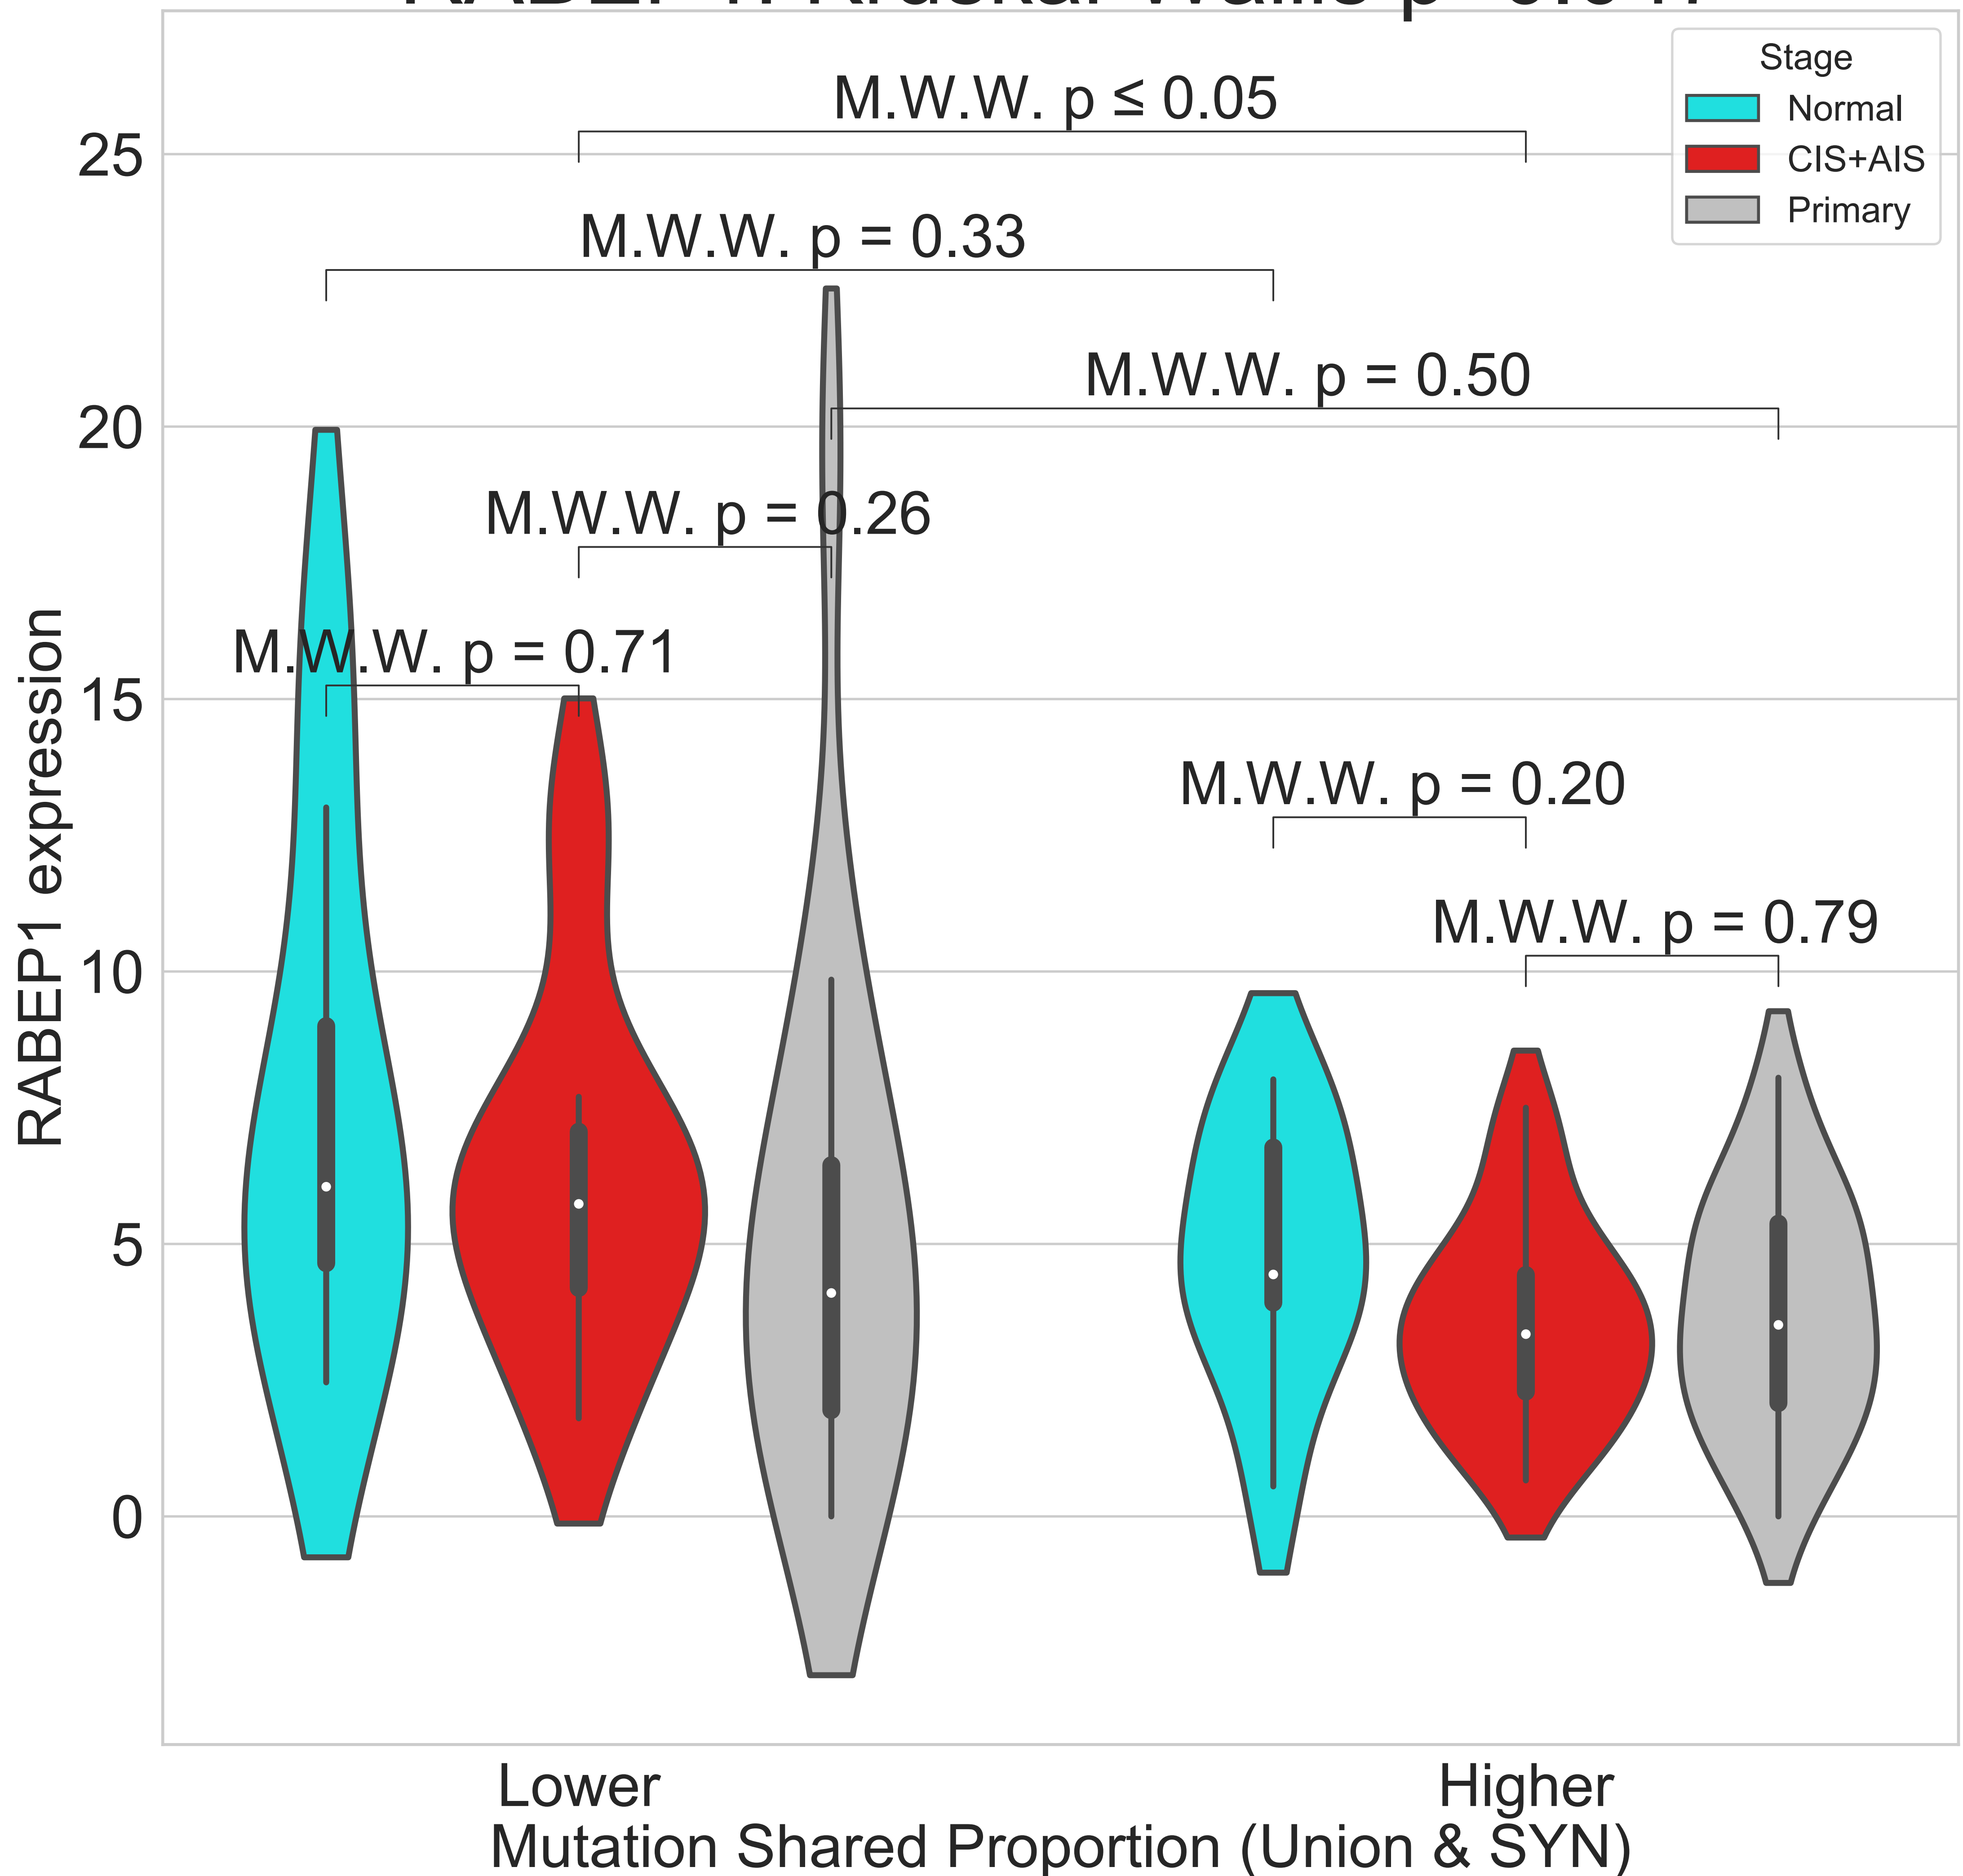 Stage
Normal
CIS+AIS
Primary
M.W.W. p ≤ 0.05
M.W.W. p = 0.33
M.W.W. p = 0.50
M.W.W. p = 0.26
M.W.W. p = 0.71
M.W.W. p = 0.20
M.W.W. p = 0.79
25
20
15
10
5
0
RABEP1 expression
Lower
Higher
Mutation Shared Proportion (Union & SYN)